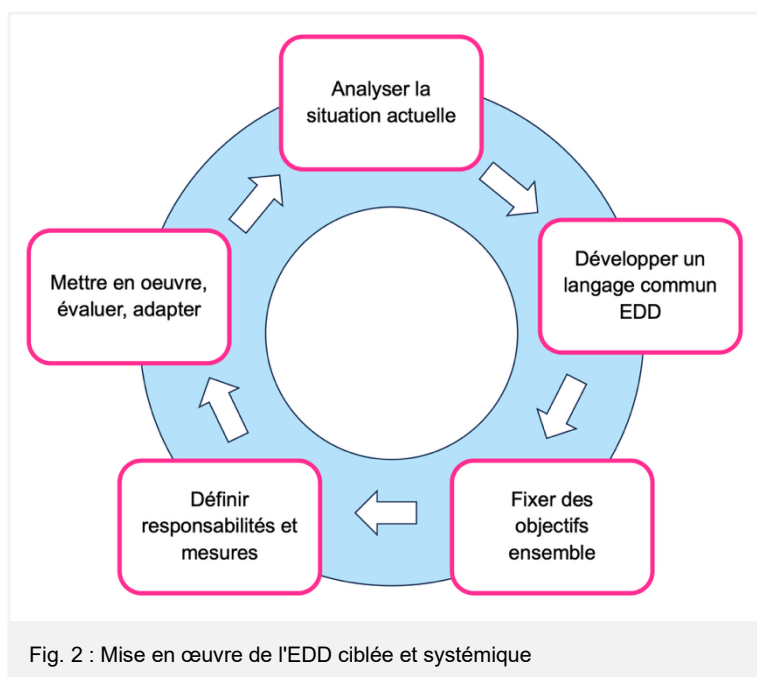 Analyser la
situation actuelle
Développer un
langage commun
EDD
Fixer des
objectifs
ensemble
Définir
responsabilités et
mesures
Mettre en oeuvre,
évaluer, adapter
Fig. 2 : Mise en œuvre de l'EDD ciblée et systémique